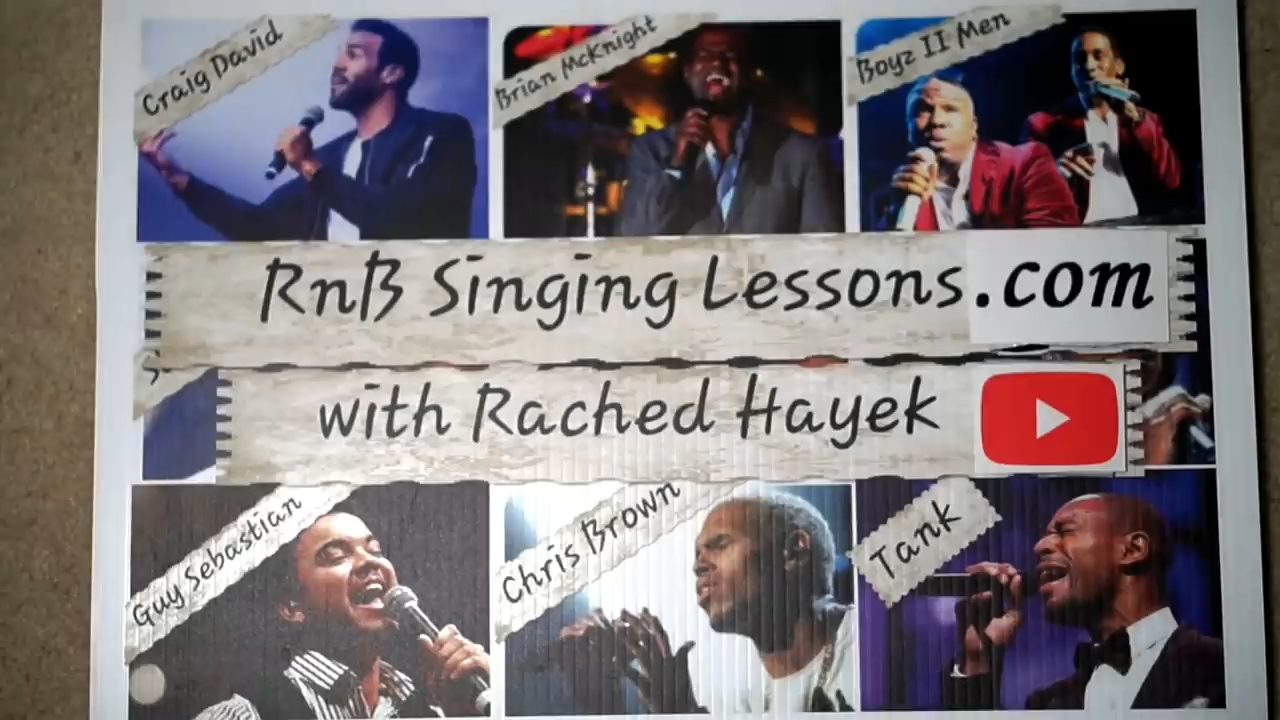 Craig David
Brian McKnight
Boyz II Men
RnB Singing Lessons.com
with Rached Hayek
Guy Sebastian
Chris Brown
Tank